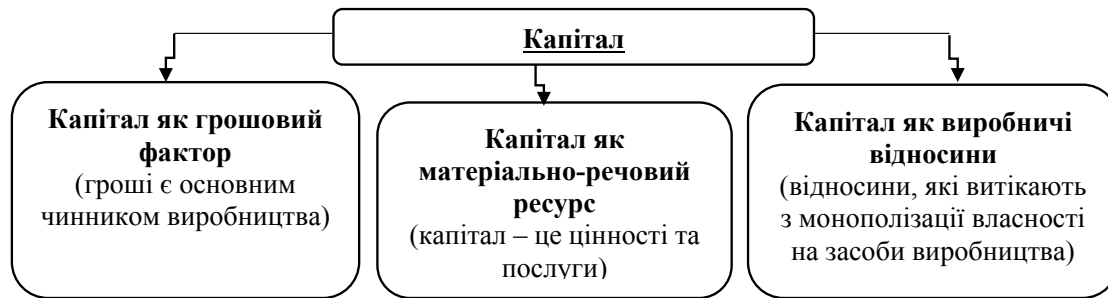 Капітал
Капітал як грошовий
фактор
(гроші є основним
чинником виробництва)
Капітал як
матеріально-речовий
ресурс
(капітал – це цінності та
послуги)
Капітал як виробничі
відносини
(відносини, які витікають
з монополізації власності
на засоби виробництва)